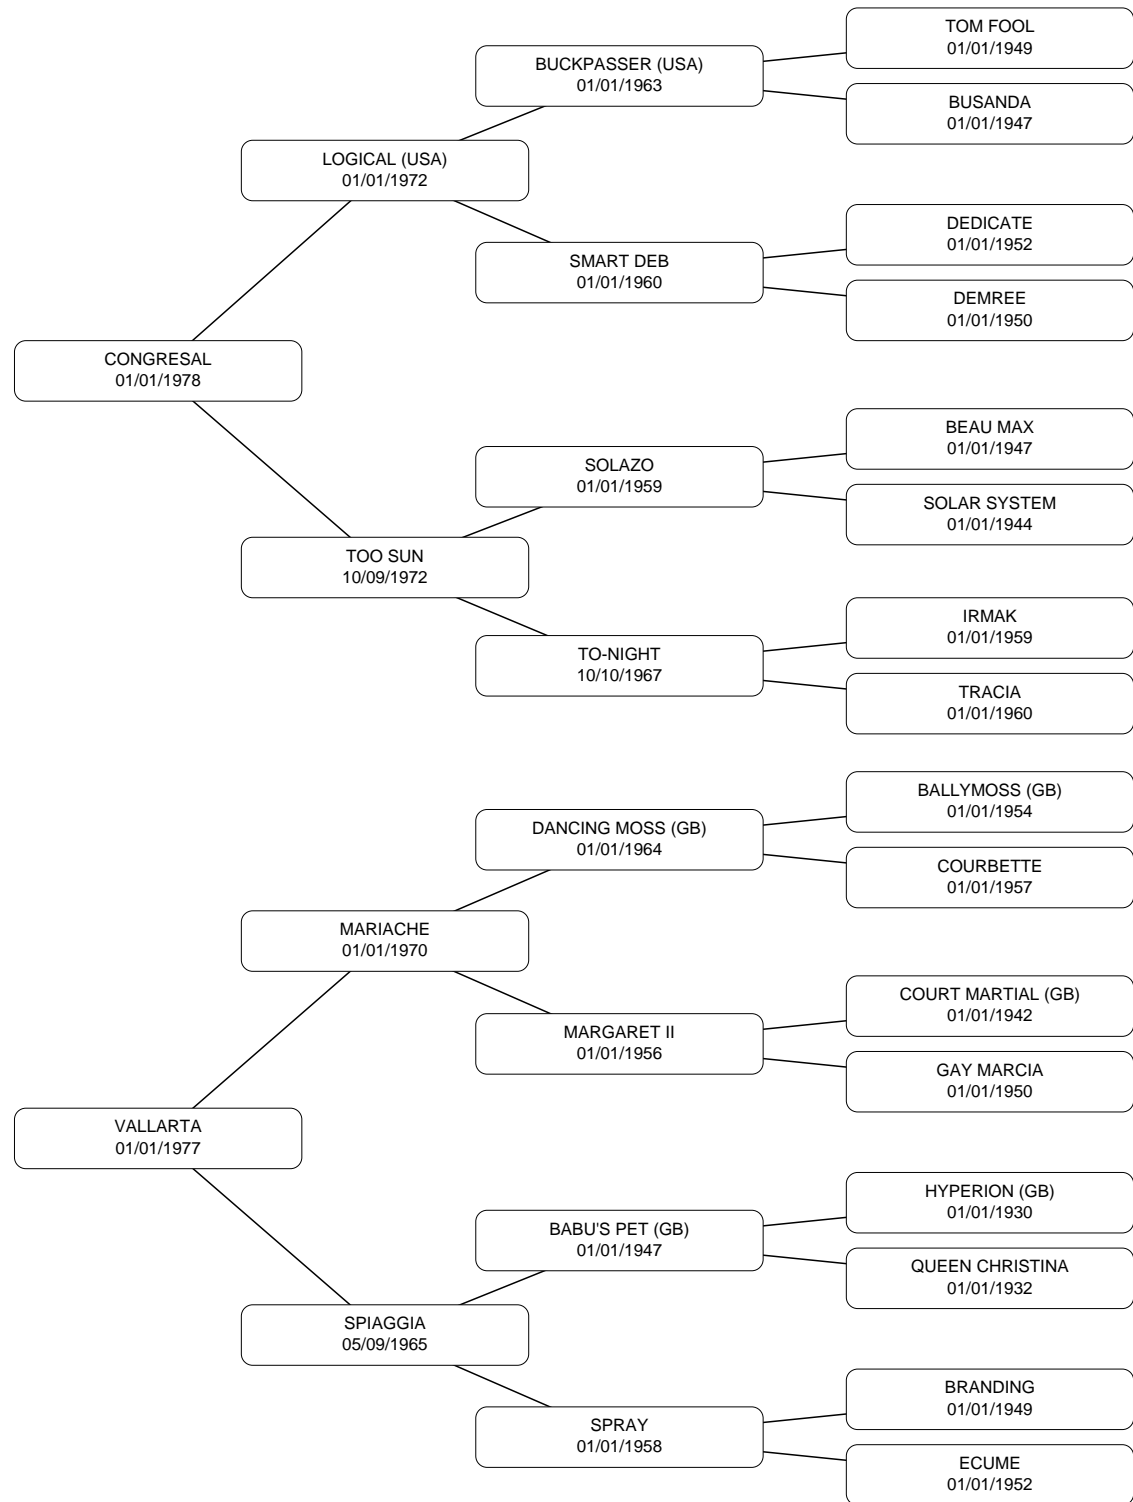 TOM FOOL
01/01/1949
BUCKPASSER (USA)
01/01/1963
BUSANDA
01/01/1947
LOGICAL (USA)
01/01/1972
DEDICATE
01/01/1952
SMART DEB
01/01/1960
DEMREE
01/01/1950
CONGRESAL
01/01/1978
BEAU MAX
01/01/1947
SOLAZO
01/01/1959
SOLAR SYSTEM
01/01/1944
TOO SUN
10/09/1972
IRMAK
01/01/1959
TO-NIGHT
10/10/1967
TRACIA
01/01/1960
BALLYMOSS (GB)
01/01/1954
DANCING MOSS (GB)
01/01/1964
COURBETTE
01/01/1957
MARIACHE
01/01/1970
COURT MARTIAL (GB)
01/01/1942
MARGARET II
01/01/1956
GAY MARCIA
01/01/1950
VALLARTA
01/01/1977
HYPERION (GB)
01/01/1930
BABU'S PET (GB)
01/01/1947
QUEEN CHRISTINA
01/01/1932
SPIAGGIA
05/09/1965
BRANDING
01/01/1949
SPRAY
01/01/1958
ECUME
01/01/1952